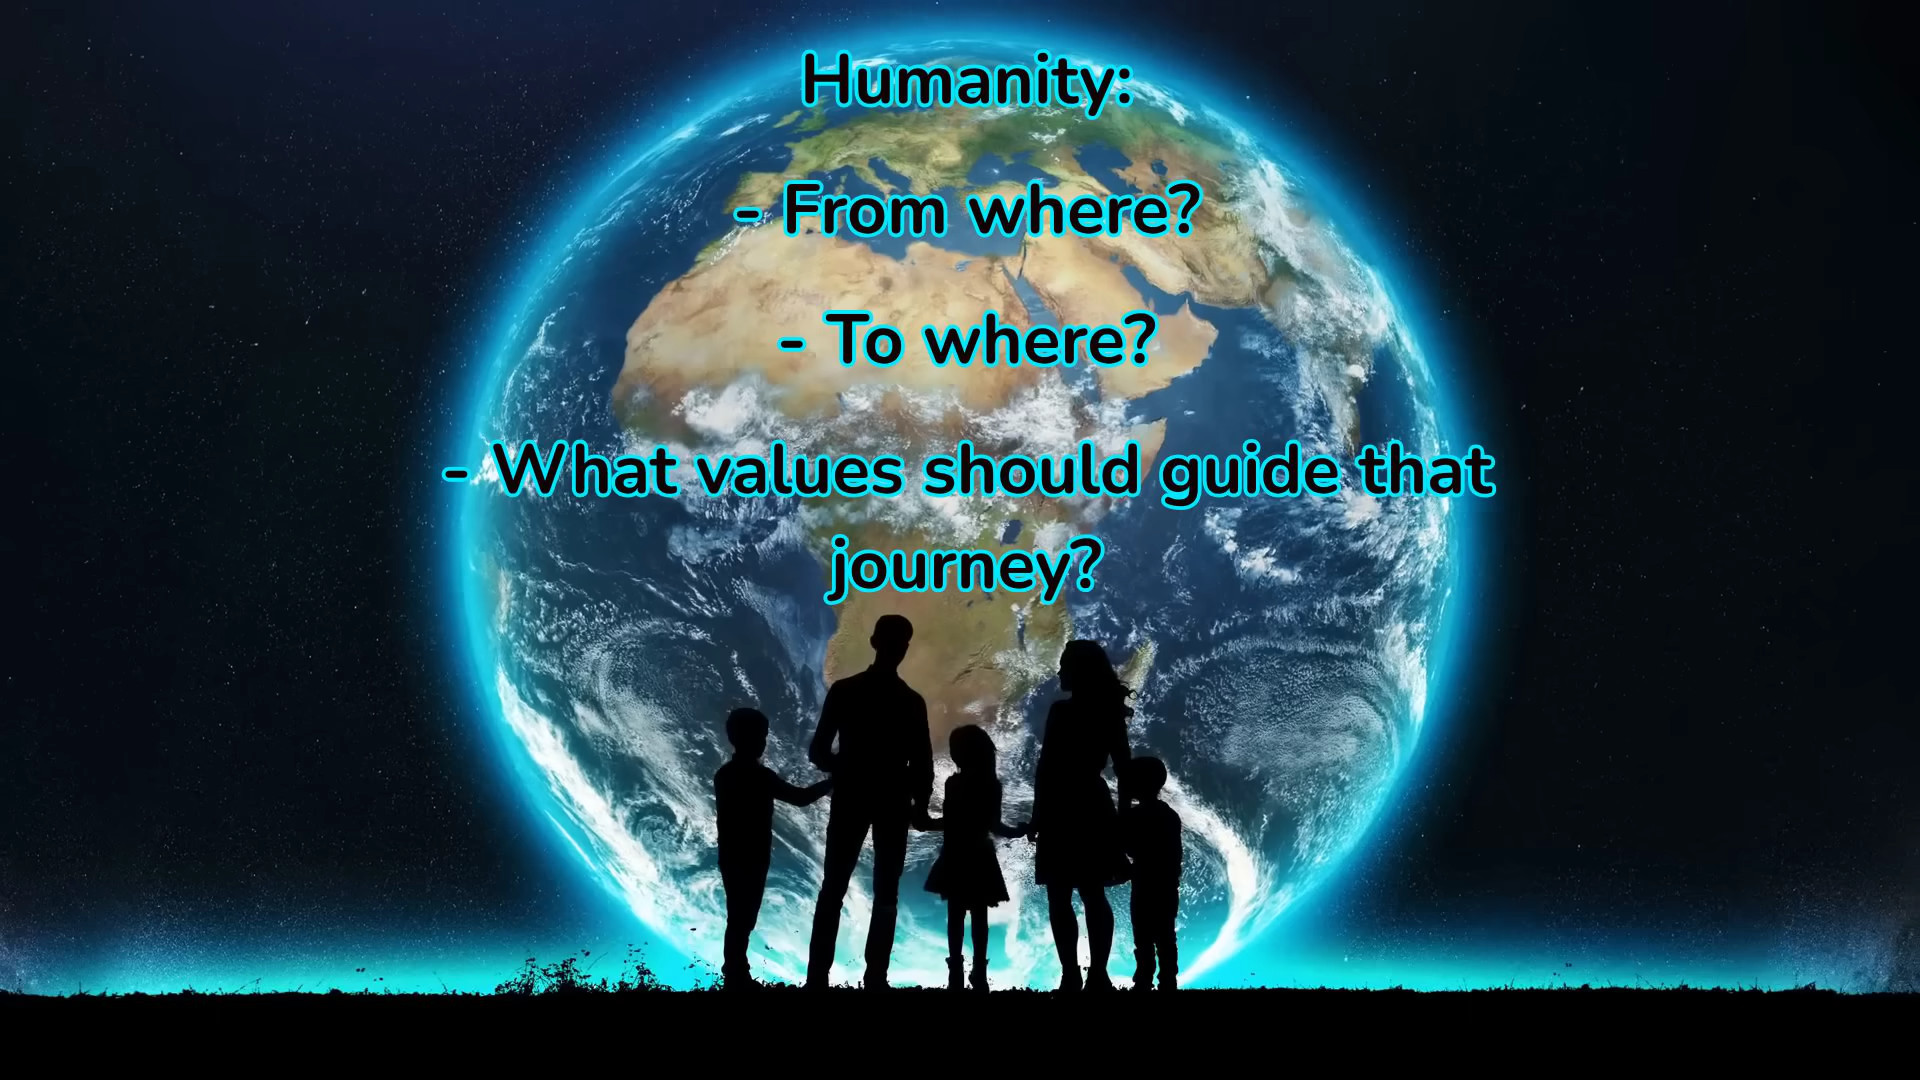 Humanity:
- From where?
- To where?
- What values should guide that
journey?